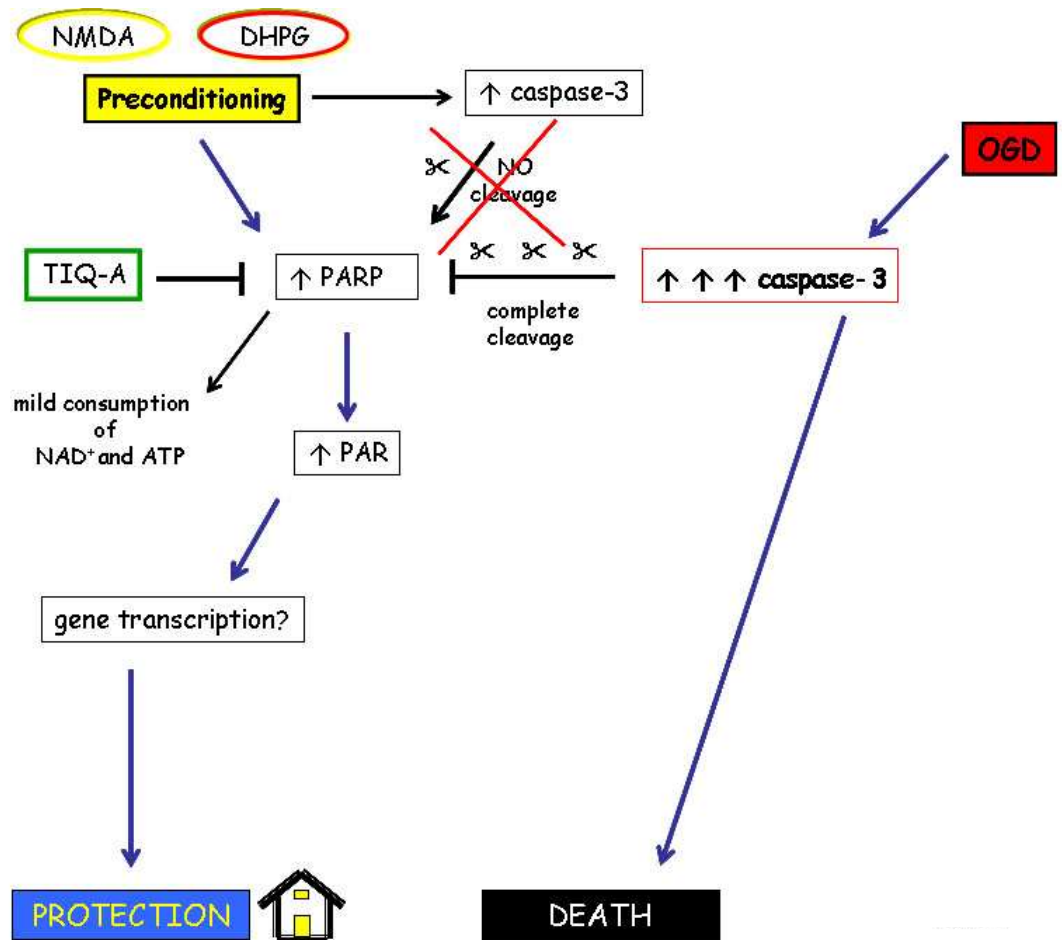 NMDA
DHPG
Preconditioning
↑ caspase-3
OGD
NO
cleavage
TIQ-A
↑ PARP
↑ ↑ ↑ caspase- 3
complete
cleavage
mild consumption
of
NAD⁺ and ATP
↑ PAR
gene transcription?
PROTECTION
DEATH